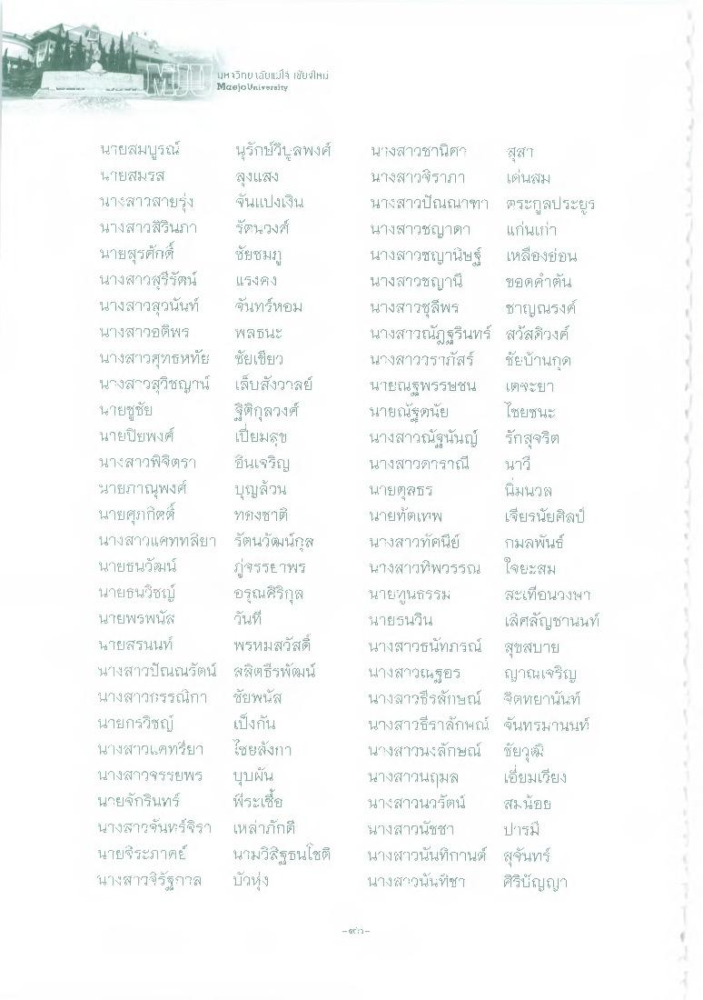 MJU
มหาวิทยาลัยแม่โจ้ เชียงใหม่
Maejo University
นายสมบูรณ์ นุรักษ์วิบูลพงศ์
นายสมรส ลุงแสง
นางสาวสายรุ่ง จันแปงเงิน
นางสาวสิรินภา รัตนวงศ์
นายสุรศักดิ์ ชัยชมภู
นางสาวสุรีรัตน์ แรงคง
นางสาวสุวนันท์ จันทร์หอม
นางสาวอติพร พลธนะ
นางสาวศุทธหทัย ชัยเขียว
นางสาวสุวิชญาน์ เล็บสังวาลย์
นายชูชัย ฐิติกุลวงศ์
นายปิยพงศ์ เปี่ยมสุข
นางสาวพิจิตรา อินเจริญ
นายภาณุพงศ์ บุญล้วน
นายศุภกิตติ์ ทองชาติ
นางสาวแคททลียา รัตนวัฒน์กุล
นายธนวัฒน์ ภู่จรรยาพร
นายธนวิชญ์ อรุณศิริกุล
นายพรพนัส วันที
นายสรนนท์ พรหมสวัสดิ์
นางสาวปัณณรัตน์ ลลิตธีรพัฒน์
นางสาวกรรณิกา ชัยพนัส
นายกรวิชญ์ เป็งกัน
นางสาวแคทรียา ไชยลังกา
นางสาวจรรยพร บุบผัน
นายจักรินทร์ พีระเชื้อ
นางสาวจันทร์จิรา เหล่าภักดี
นายจิระภาคย์ นามวิสิฐธนโชติ
นางสาวจิรัฐกาล บัวหุ่ง
นางสาวชานิศา สุสา
นางสาวจิราภา เด่นสม
นางสาวปัณณาฑา ตระกูลประยูร
นางสาวชญาดา แก่นเก่า
นางสาวชญานิษฐ์ เหลืองอ่อน
นางสาวชญานี ขอดคำตัน
นางสาวชุลีพร ชาญณรงค์
นางสาวณัฏฐรินทร์ สวัสดิวงค์
นางสาววราภัสร์ ชัยบ้านกุด
นายณฐพรรษชน เตจะยา
นายณัฐดนัย ไชยชนะ
นางสาวณัฐนันญ์ รักสุจริต
นางสาวดาราณี นาวี
นายตุลธร นิ่มนวล
นายทัดเทพ เจียรนัยศิลป์
นางสาวทัศนีย์ กมลพันธ์
นางสาวทิพวรรณ ใจยะสม
นายทูนธรรม สะเทือนวงษา
นายธนวิน เลิศลัญชานนท์
นางสาวธนัทภรณ์ สุขสบาย
นางสาวณฐอร ญาณเจริญ
นางสาวธีรลักษณ์ จิตทยานันท์
นางสาวธีราลักษณ์ จันทรมานนท์
นางสาวนงลักษณ์ ชัยวุฒิ
นางสาวนฤมล เอี่ยมเวียง
นางสาวนวรัตน์ สมน้อย
นางสาวนัชชา ปารมี
นางสาวนันทิกานต์ สุจันทร์
นางสาวนันทิชา ศิริปัญญา